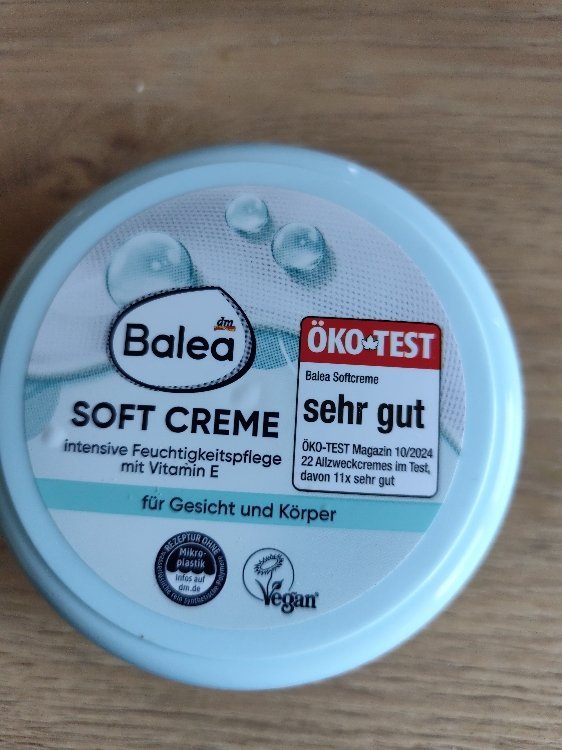 dm
Balea
SOFT CREME
intensive Feuchtigkeitspflege
mit Vitamin E
ÖKO TEST
Balea Softcreme
sehr gut
ÖKO-TEST Magazin 10/2024
22 Allzweckcremes im Test,
davon 11x sehr gut
für Gesicht und Körper
REZEPTUR OHNE
Mikro-
plastik
Infos auf
dm.de
Vegan